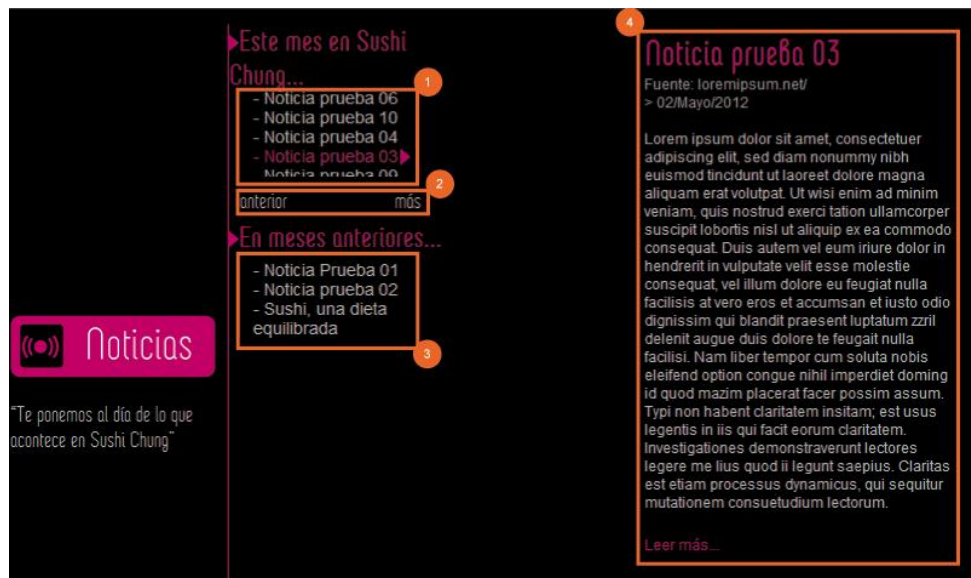 Noticias
“Te ponemos al día de lo que
acontece en Sushi Chung”
Este mes en Sushi
Chung...
1
- Noticia prueba 06
- Noticia prueba 10
- Noticia prueba 04
- Noticia prueba 03
- Noticia prueba 09
2
anterior más
En meses anteriores...
- Noticia Prueba 01
- Noticia prueba 02
- Sushi, una dieta
equilibrada
3
4
Noticia prueba 03
Fuente: loremipsum.net/
> 02/Mayo/2012
Lorem ipsum dolor sit amet, consectetuer
adipiscing elit, sed diam nonummy nibh
euismod tincidunt ut laoreet dolore magna
aliquam erat volutpat. Ut wisi enim ad minim
veniam, quis nostrud exerci tation ullamcorper
suscipit lobortis nisl ut aliquip ex ea commodo
consequat. Duis autem vel eum iriure dolor in
hendrerit in vulputate velit esse molestie
consequat, vel illum dolore eu feugiat nulla
facilisis at vero eros et accumsan et iusto odio
dignissim qui blandit praesent luptatum zzril
delenit augue duis dolore te feugait nulla
facilisi. Nam liber tempor cum soluta nobis
eleifend option congue nihil imperdiet doming
id quod mazim placerat facer possim assum.
Typi non habent claritatem insitam; est usus
legentis in iis qui facit eorum claritatem.
Investigationes demonstraverunt lectores
legere me lius quod ii legunt saepius. Claritas
est etiam processus dynamicus, qui sequitur
mutationem consuetudium lectorum.
Leer más...